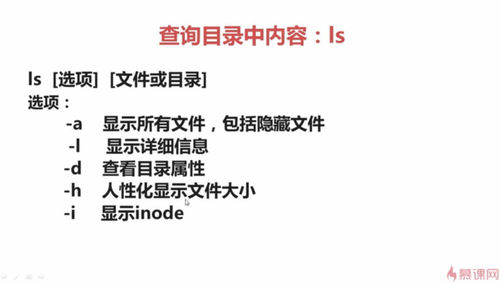 查询目录中内容：ls
ls [选项] [文件或目录]
选项：
-a 显示所有文件，包括隐藏文件
-l 显示详细信息
-d 查看目录属性
-h 人性化显示文件大小
-i 显示inode
慕课网